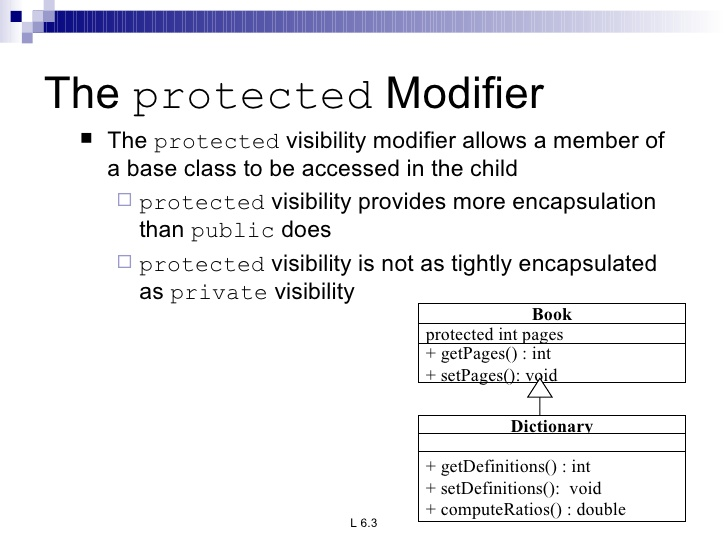 The protected Modifier
The protected visibility modifier allows a member of
a base class to be accessed in the child
protected visibility provides more encapsulation
than public does
protected visibility is not as tightly encapsulated
as private visibility
Book
protected int pages
+ getPages() : int
+ setPages(): void
Dictionary
+ getDefinitions() : int
+ setDefinitions():  void
+ computeRatios() : double
L 6.3